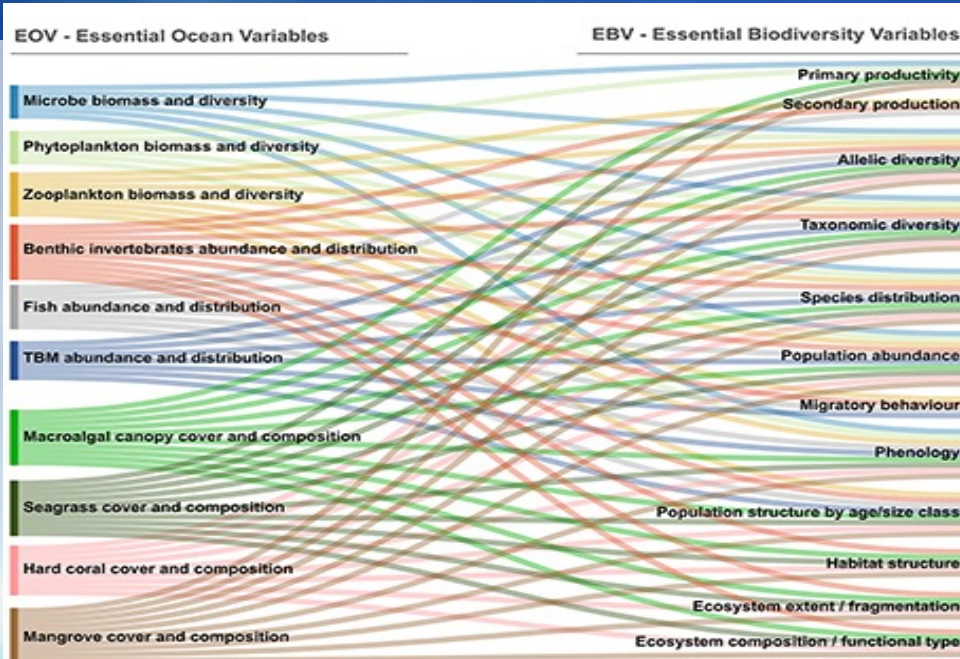 EOV - Essential Ocean Variables
EBV - Essential Biodiversity Variables
Microbe biomass and diversity
Phytoplankton biomass and diversity
Zooplankton biomass and diversity
Benthic invertebrates abundance and distribution
Fish abundance and distribution
TBM abundance and distribution
Macroalgal canopy cover and composition
Seagrass cover and composition
Hard coral cover and composition
Mangrove cover and composition
Primary productivity
Secondary production
Allelic diversity
Taxonomic diversity
Species distribution
Population abundance
Migratory behaviour
Phenology
Population structure by age/size class
Habitat structure
Ecosystem extent / fragmentation
Ecosystem composition / functional type